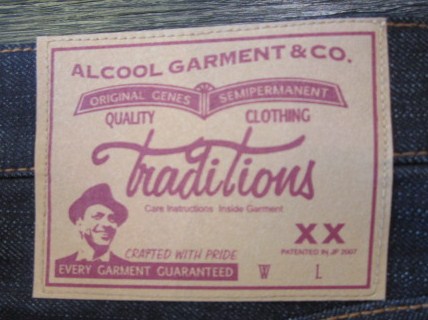 ALCOOL GARMENT & CO.
ORIGINAL GENES SEMIPERMANENT
QUALITY CLOTHING
Traditions
Care Instructions Inside Garment
XX
PATENTED IN JP 2007
CRAFTED WITH PRIDE
EVERY GARMENT GUARANTEED
W L